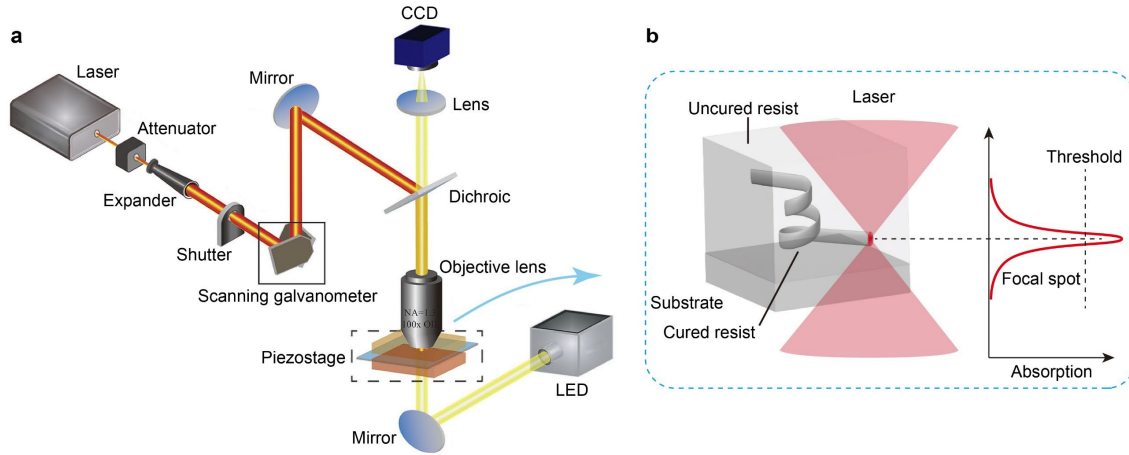 a
CCD
Laser
Mirror
Lens
Attenuator
Expander
Dichroic
Shutter
Objective lens
Scanning galvanometer
100x
Piezostage
LED
Mirror
b
Laser
Uncured resist
Threshold
Focal spot
Substrate
Cured resist
Absorption